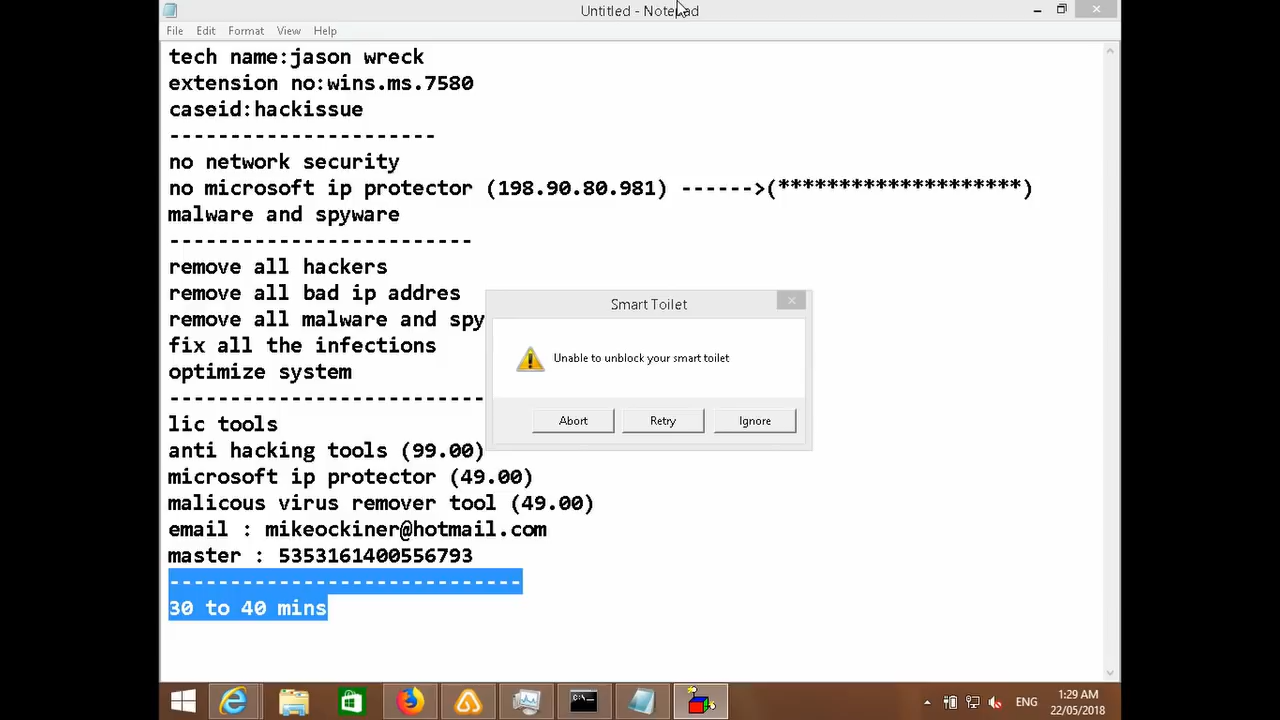 Untitled - Notepad
File Edit Format View Help
tech name:jason wreck
extension no:wins.ms.7580
caseid:hackissue
----------------------
no network security
no microsoft ip protector (198.90.80.981) ------>(********************)
malware and spyware
-------------------------
remove all hackers
remove all bad ip addres
remove all malware and spy
fix all the infections
optimize system
--------------------------
lic tools
anti hacking tools (99.00)
microsoft ip protector (49.00)
malicous virus remover tool (49.00)
email : mikeockiner@hotmail.com
master : 5353161400556793
-----------------------------
30 to 40 mins
Smart Toilet
Unable to unblock your smart toilet
Abort Retry Ignore
ENG
1:29 AM
22/05/2018